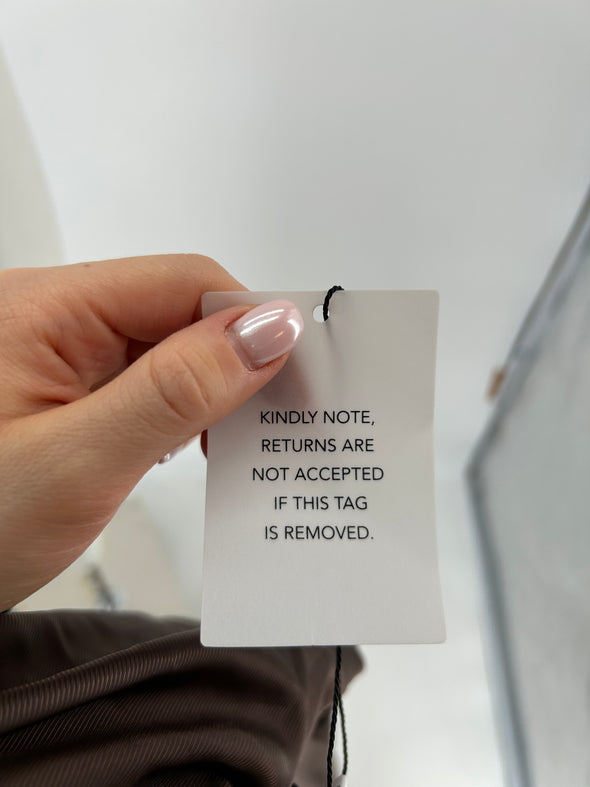 KINDLY NOTE,
RETURNS ARE
NOT ACCEPTED
IF THIS TAG
IS REMOVED.